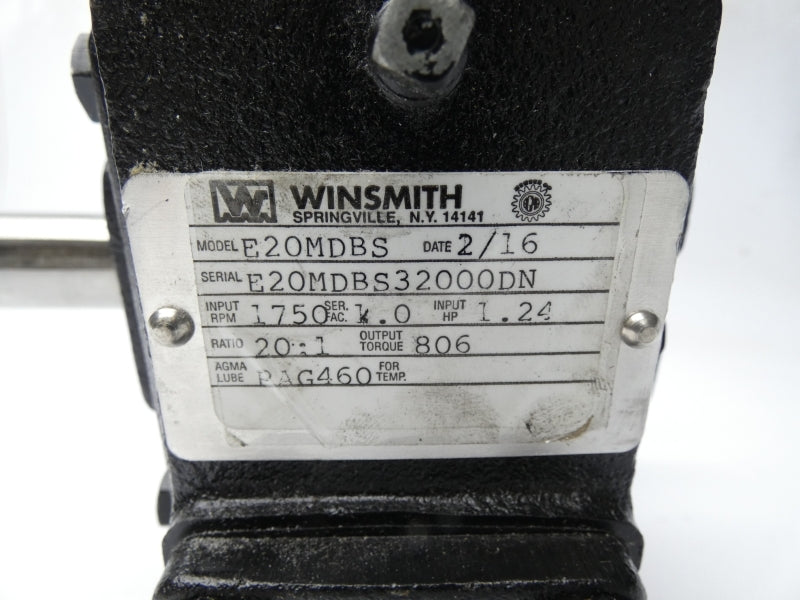 W WINSMITH
SPRINGVILLE, N.Y. 14141
MODEL E20MDBS DATE 2/16
SERIAL E20MDBS32000DN
INPUT RPM 1750 SER. FAC. 1.0 INPUT HP 1.24
RATIO 20:1 OUTPUT TORQUE 806
AGMA LUBE PAG460 FOR TEMP.